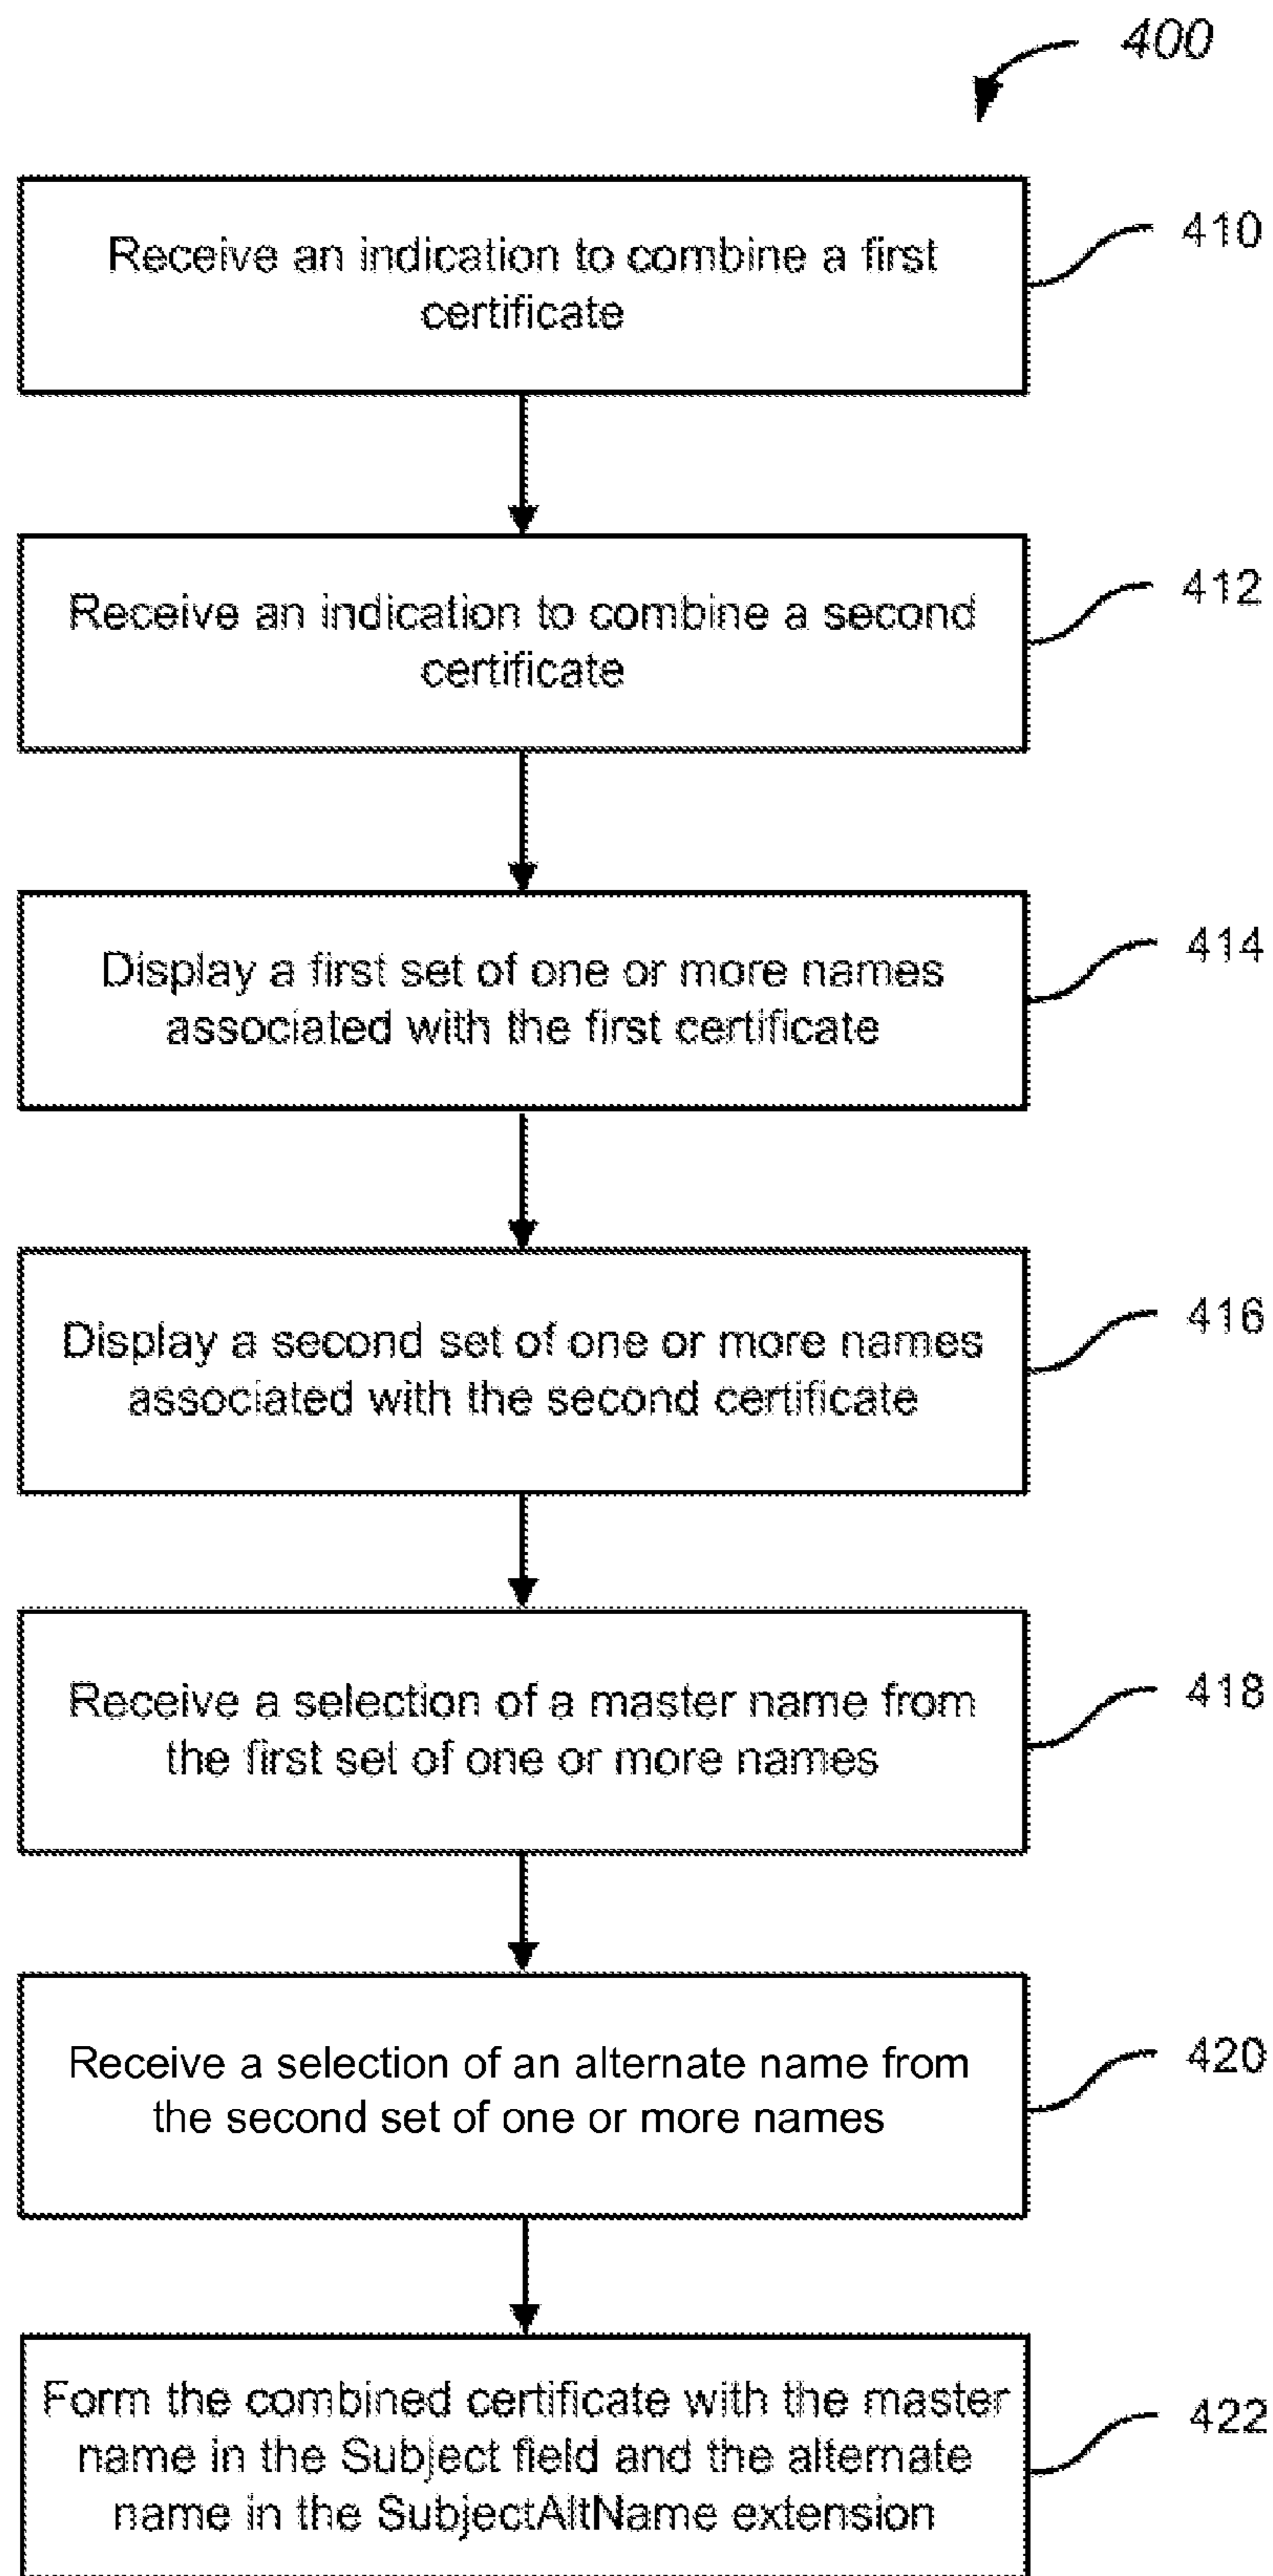 400
Receive an indication to combine a first
certificate
410
Receive an indication to combine a second
certificate
412
Display a first set of one or more names
associated with the first certificate
414
Display a second set of one or more names
associated with the second certificate
416
Receive a selection of a master name from
the first set of one or more names
418
Receive a selection of an alternate name from
the second set of one or more names
420
Form the combined certificate with the master
name in the Subject field and the alternate
name in the SubjectAltName extension
422